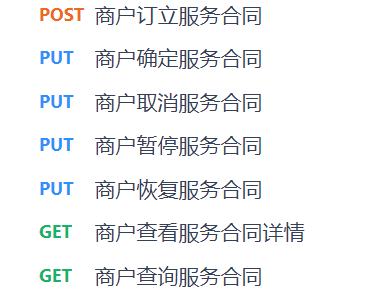 POST 商户订立服务合同
PUT 商户确定服务合同
PUT 商户取消服务合同
PUT 商户暂停服务合同
PUT 商户恢复服务合同
GET 商户查看服务合同详情
GET 商户查询服务合同